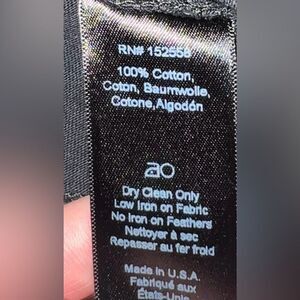 RN# 152558
100% Cotton,
Coton, Baumwolle,
Cotone,Algodón
Dry Clean Only
Low Iron on Fabric
No Iron on Feathers
Nettoyer à sec
Repasser au fer froid
Made in U.S.A.
Fabriqué aux
États-Unis